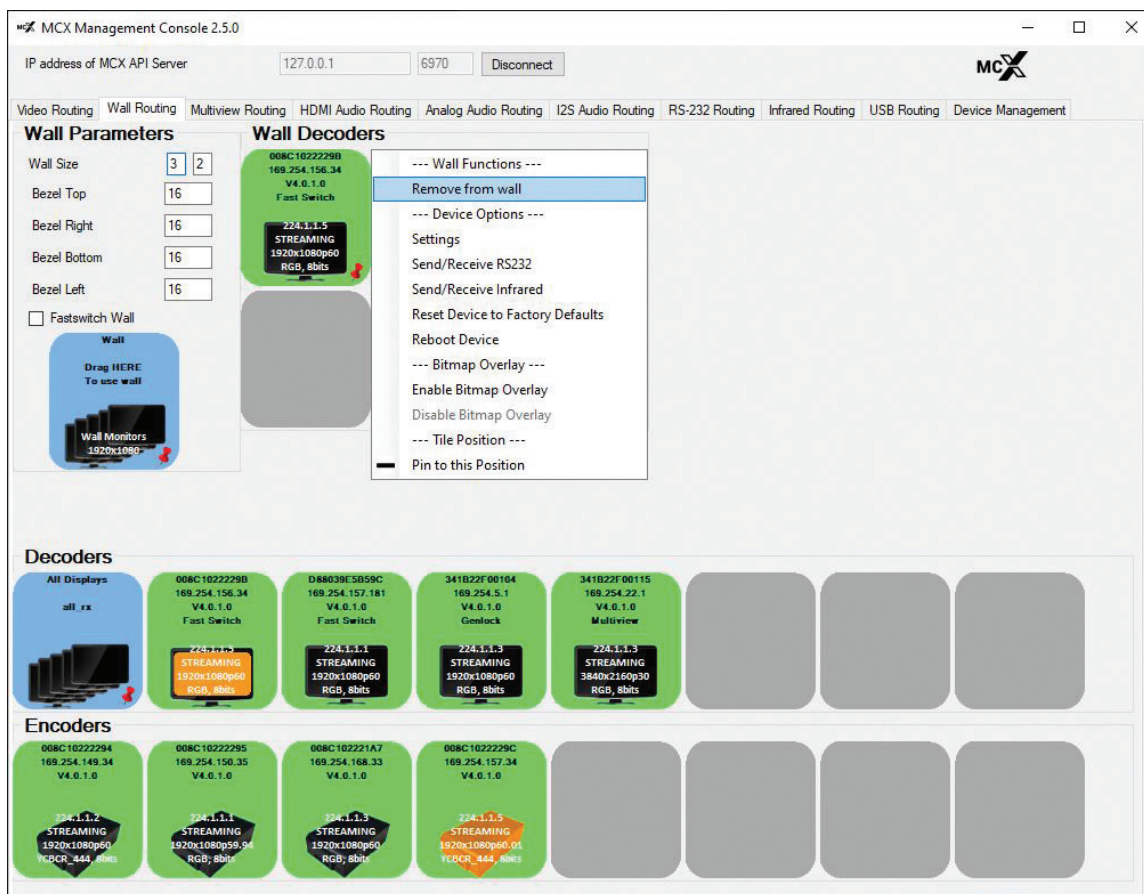 MCX MCX Management Console 2.5.0
IP address of MCX API Server 127.0.0.1 6970 Disconnect
MCX
Video Routing Wall Routing Multiview Routing HDMI Audio Routing Analog Audio Routing I2S Audio Routing RS-232 Routing Infrared Routing USB Routing Device Management
Wall Parameters
Wall Size 3 2
Bezel Top 16
Bezel Right 16
Bezel Bottom 16
Bezel Left 16
Fastswitch Wall
Wall
Drag HERE
To use wall
Wall Monitors
1920x1080
Wall Decoders
008C1022229B
169.254.156.34
V4.0.1.0
Fast Switch
224.1.1.5
STREAMING
1920x1080p60
RGB, 8bits
--- Wall Functions ---
Remove from wall
--- Device Options ---
Settings
Send/Receive RS232
Send/Receive Infrared
Reset Device to Factory Defaults
Reboot Device
--- Bitmap Overlay ---
Enable Bitmap Overlay
Disable Bitmap Overlay
--- Tile Position ---
Pin to this Position
Decoders
All Displays
all_rx
008C1022229B
169.254.156.34
V4.0.1.0
Fast Switch
224.1.1.5
STREAMING
1920x1080p60
RGB, 8bits
D88039E5B59C
169.254.157.181
V4.0.1.0
Fast Switch
224.1.1.1
STREAMING
1920x1080p60
RGB, 8bits
341B22F00104
169.254.5.1
V4.0.1.0
Genlock
224.1.1.3
STREAMING
1920x1080p60
RGB, 8bits
341B22F00115
169.254.22.1
V4.0.1.0
Multiview
224.1.1.3
STREAMING
3840x2160p30
RGB, 8bits
Encoders
008C10222294
169.254.149.34
V4.0.1.0
224.1.1.2
STREAMING
1920x1080p60
YCBCR_444, 8bits
008C10222295
169.254.150.35
V4.0.1.0
224.1.1.1
STREAMING
1920x1080p59.94
RGB, 8bits
008C102221A7
169.254.168.33
V4.0.1.0
224.1.1.3
STREAMING
1920x1080p60
RGB, 8bits
008C1022229C
169.254.157.34
V4.0.1.0
224.1.1.5
STREAMING
1920x1080p60.01
YCBCR_444, 8bits